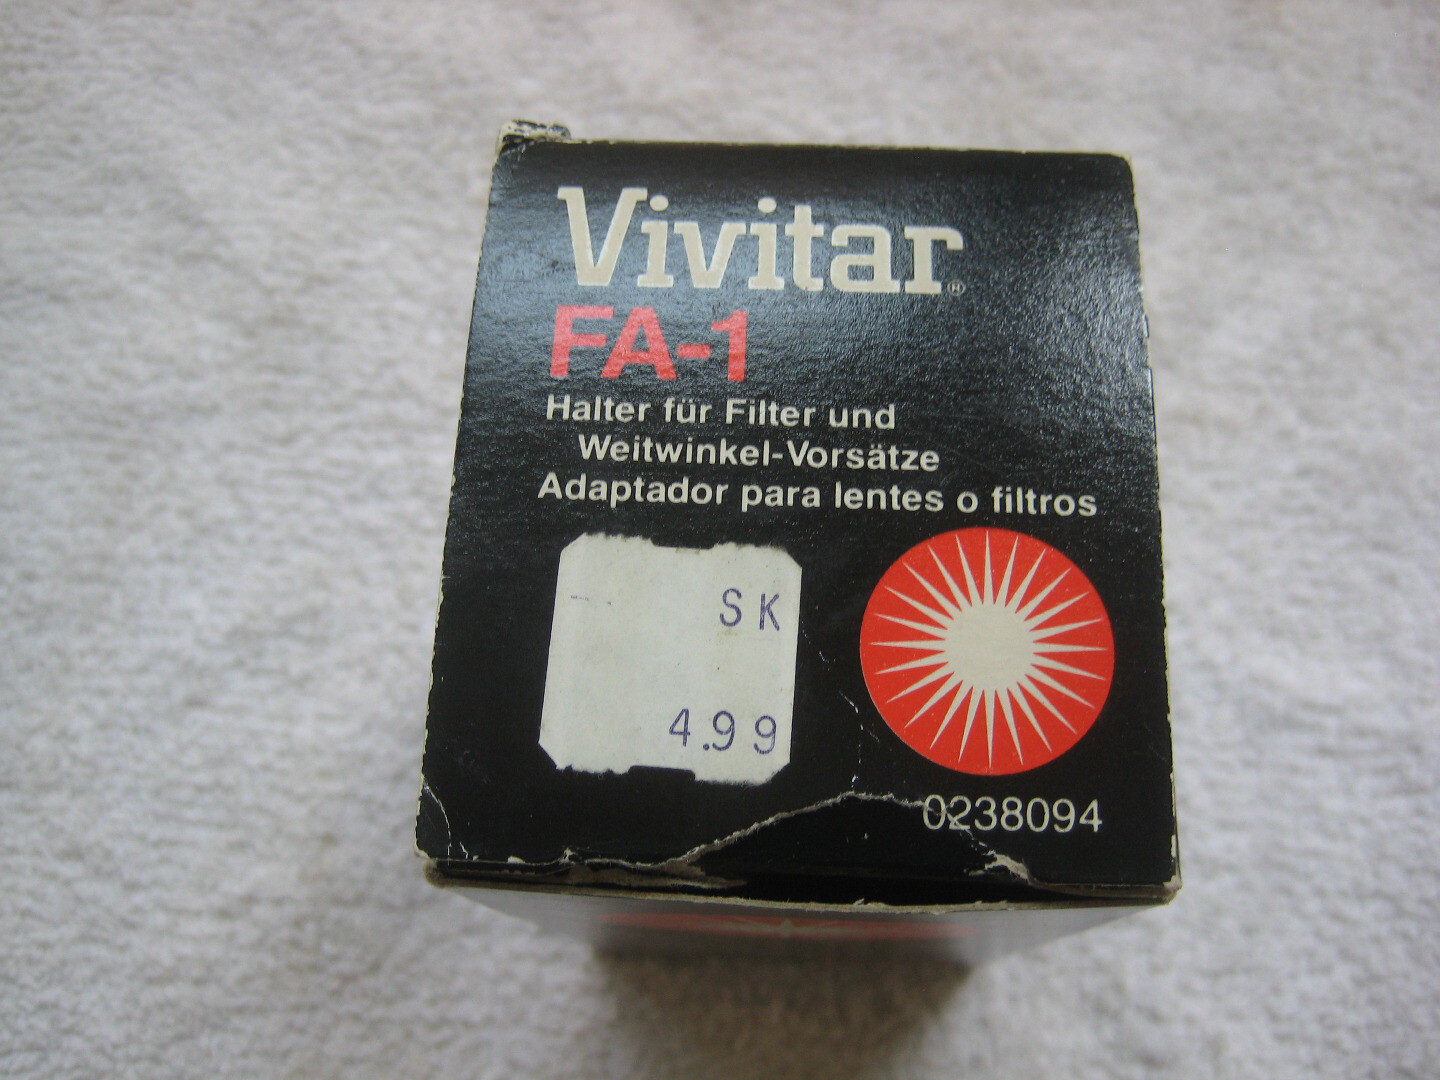 Vivitar®
FA-1
Halter für Filter und
Weitwinkel-Vorsätze
Adaptador para lentes o filtros
SK
4.99
0238094